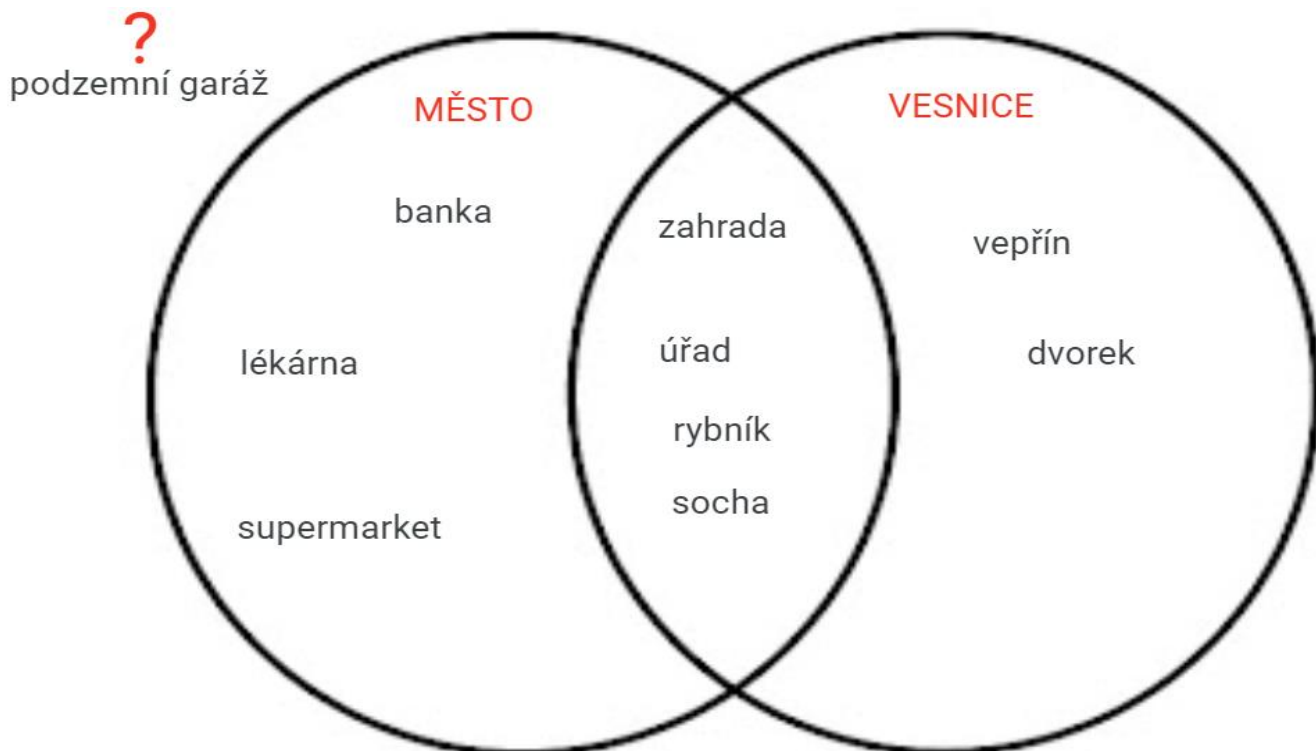 ?
podzemní garáž
MĚSTO
VESNICE
banka
zahrada
vepřín
lékárna
úřad
dvorek
rybník
socha
supermarket